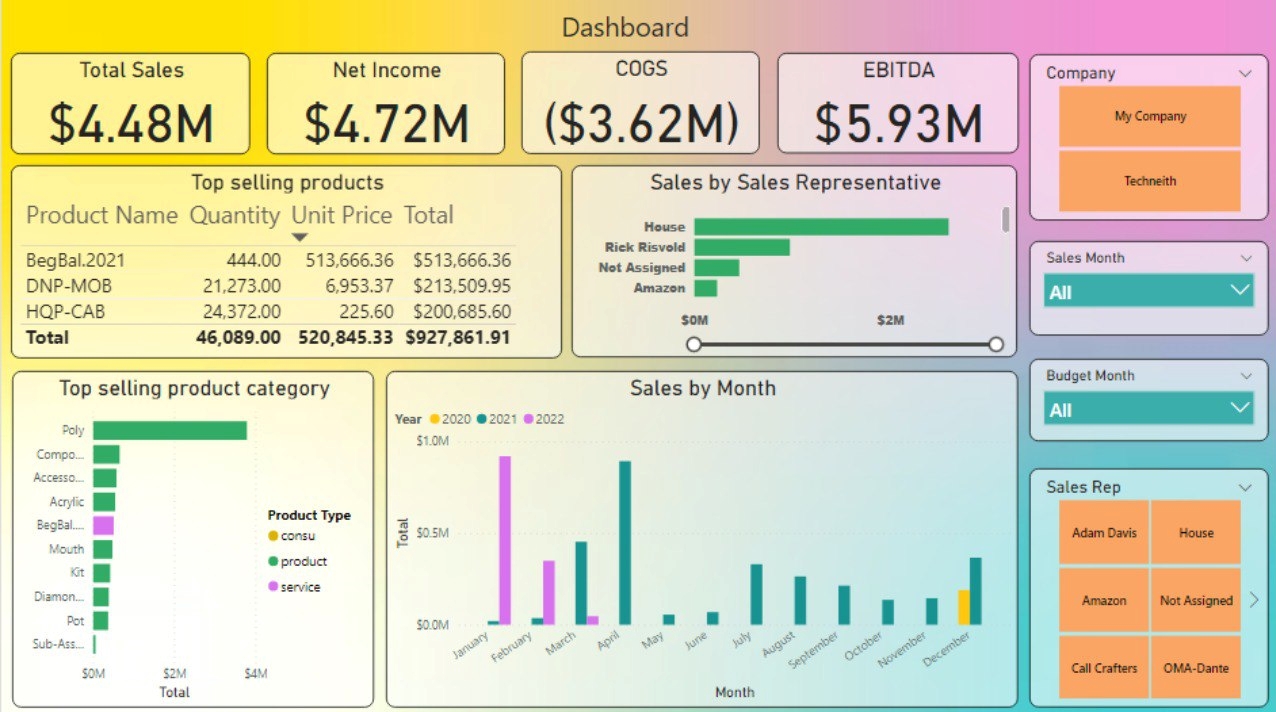 Dashboard
Total Sales
$4.48M
Net Income
$4.72M
COGS
($3.62M)
EBITDA
$5.93M
Company
My Company
Techneith
Top selling products
Product Name Quantity Unit Price Total
BegBal.2021 444.00 513,666.36 $513,666.36
DNP-MOB 21,273.00 6,953.37 $213,509.95
HQP-CAB 24,372.00 225.60 $200,685.60
Total 46,089.00 520,845.33 $927,861.91
Sales by Sales Representative
House
Rick Risvold
Not Assigned
Amazon
$0M $2M
Sales Month
All
Budget Month
All
Top selling product category
Poly
Compo...
Accesso...
Acrylic
BegBal....
Mouth
Kit
Diamon...
Pot
Sub-Ass...
$0M $2M $4M
Total
Product Type
consu
product
service
Sales by Month
Year 2020 2021 2022
$1.0M
$0.5M
$0.0M
Total
January February March April May June July August September October November December
Month
Sales Rep
Adam Davis House
Amazon Not Assigned
Call Crafters OMA-Dante